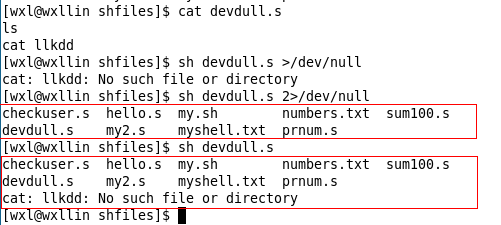 [wxl@wxllin shfiles]$ cat devdull.s
ls
cat llkdd
[wxl@wxllin shfiles]$ sh devdull.s >/dev/null
cat: llkdd: No such file or directory
[wxl@wxllin shfiles]$ sh devdull.s 2>/dev/null
checkuser.s  hello.s  my.sh        numbers.txt  sum100.s
devdull.s    my2.s    myshell.txt  prnum.s
[wxl@wxllin shfiles]$ sh devdull.s
checkuser.s  hello.s  my.sh        numbers.txt  sum100.s
devdull.s    my2.s    myshell.txt  prnum.s
cat: llkdd: No such file or directory
[wxl@wxllin shfiles]$